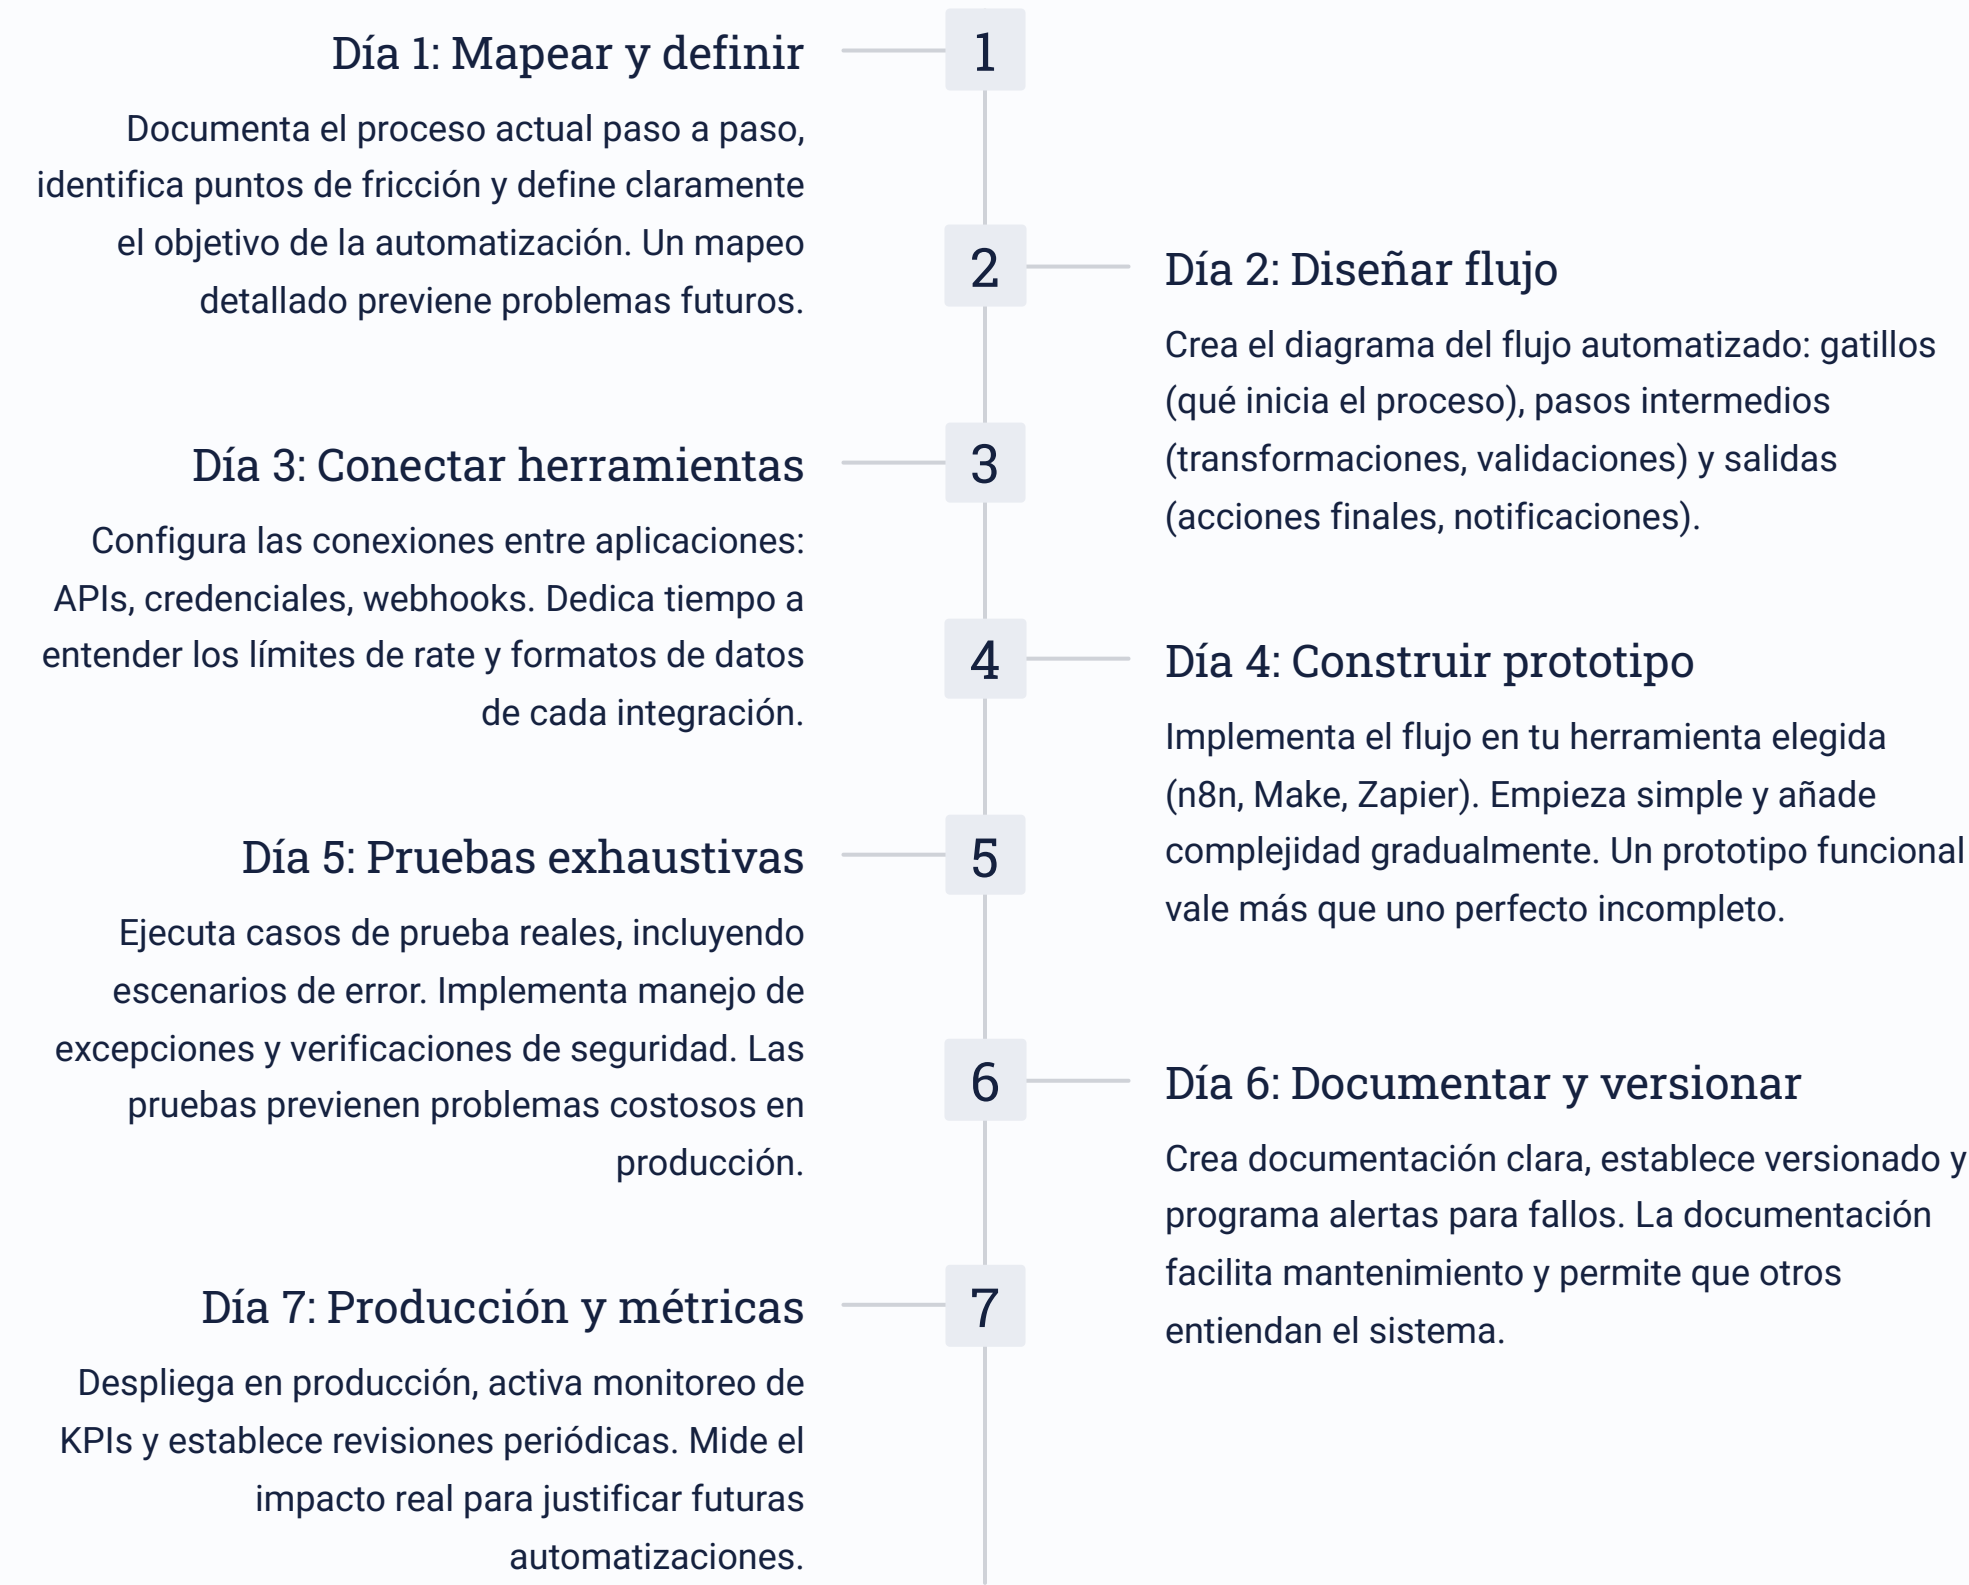 1
Día 1: Mapear y definir
Documenta el proceso actual paso a paso,
identifica puntos de fricción y define claramente
el objetivo de la automatización. Un mapeo
detallado previene problemas futuros.
2
Día 2: Diseñar flujo
Crea el diagrama del flujo automatizado: gatillos
(qué inicia el proceso), pasos intermedios
(transformaciones, validaciones) y salidas
(acciones finales, notificaciones).
3
Día 3: Conectar herramientas
Configura las conexiones entre aplicaciones:
APIs, credenciales, webhooks. Dedica tiempo a
entender los límites de rate y formatos de datos
de cada integración.
4
Día 4: Construir prototipo
Implementa el flujo en tu herramienta elegida
(n8n, Make, Zapier). Empieza simple y añade
complejidad gradualmente. Un prototipo funcional
vale más que uno perfecto incompleto.
5
Día 5: Pruebas exhaustivas
Ejecuta casos de prueba reales, incluyendo
escenarios de error. Implementa manejo de
excepciones y verificaciones de seguridad. Las
pruebas previenen problemas costosos en
producción.
6
Día 6: Documentar y versionar
Crea documentación clara, establece versionado y
programa alertas para fallos. La documentación
facilita mantenimiento y permite que otros
entiendan el sistema.
7
Día 7: Producción y métricas
Despliega en producción, activa monitoreo de
KPIs y establece revisiones periódicas. Mide el
impacto real para justificar futuras
automatizaciones.